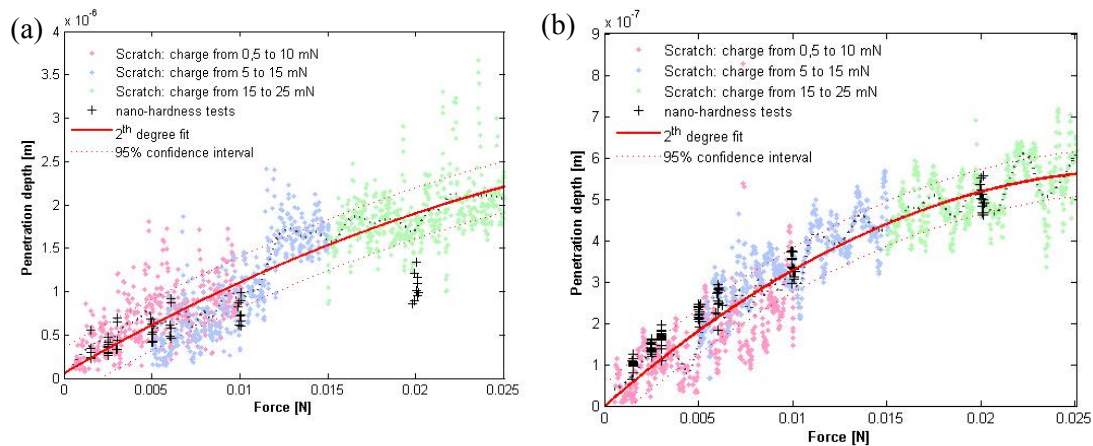 (a)
x 10^-6
4
3.5
3
2.5
2
1.5
1
0.5
0
Penetration depth [m]
Scratch: charge from 0,5 to 10 mN
Scratch: charge from 5 to 15 mN
Scratch: charge from 15 to 25 mN
nano-hardness tests
2^th degree fit
95% confidence interval
0 0.005 0.01 0.015 0.02 0.025
Force [N]
(b)
x 10^-7
9
8
7
6
5
4
3
2
1
0
Penetration depth [m]
Scratch: charge from 0,5 to 10 mN
Scratch: charge from 5 to 15 mN
Scratch: charge from 15 to 25 mN
nano-hardness tests
2^th degree fit
95% confidence interval
0 0.005 0.01 0.015 0.02 0.025
Force [N]